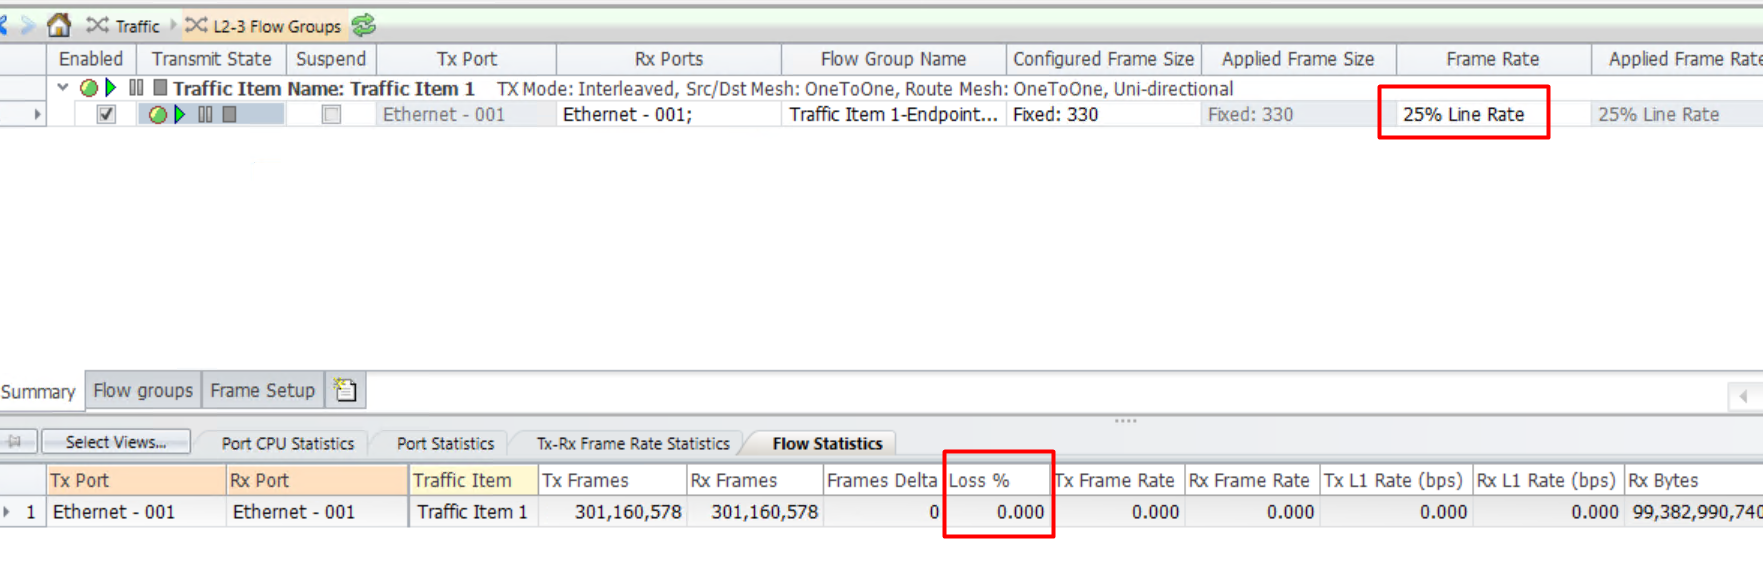 Traffic L2-3 Flow Groups
Enabled Transmit State Suspend Tx Port Rx Ports Flow Group Name Configured Frame Size Applied Frame Size Frame Rate Applied Frame Rate
Traffic Item Name: Traffic Item 1 TX Mode: Interleaved, Src/Dst Mesh: OneToOne, Route Mesh: OneToOne, Uni-directional
Ethernet - 001 Ethernet - 001; Traffic Item 1-Endpoint... Fixed: 330 Fixed: 330 25% Line Rate 25% Line Rate
Summary Flow groups Frame Setup
Select Views... Port CPU Statistics Port Statistics Tx-Rx Frame Rate Statistics Flow Statistics
Tx Port Rx Port Traffic Item Tx Frames Rx Frames Frames Delta Loss % Tx Frame Rate Rx Frame Rate Tx L1 Rate (bps) Rx L1 Rate (bps) Rx Bytes
1 Ethernet - 001 Ethernet - 001 Traffic Item 1 301,160,578 301,160,578 0 0.000 0.000 0.000 0.000 0.000 99,382,990,740